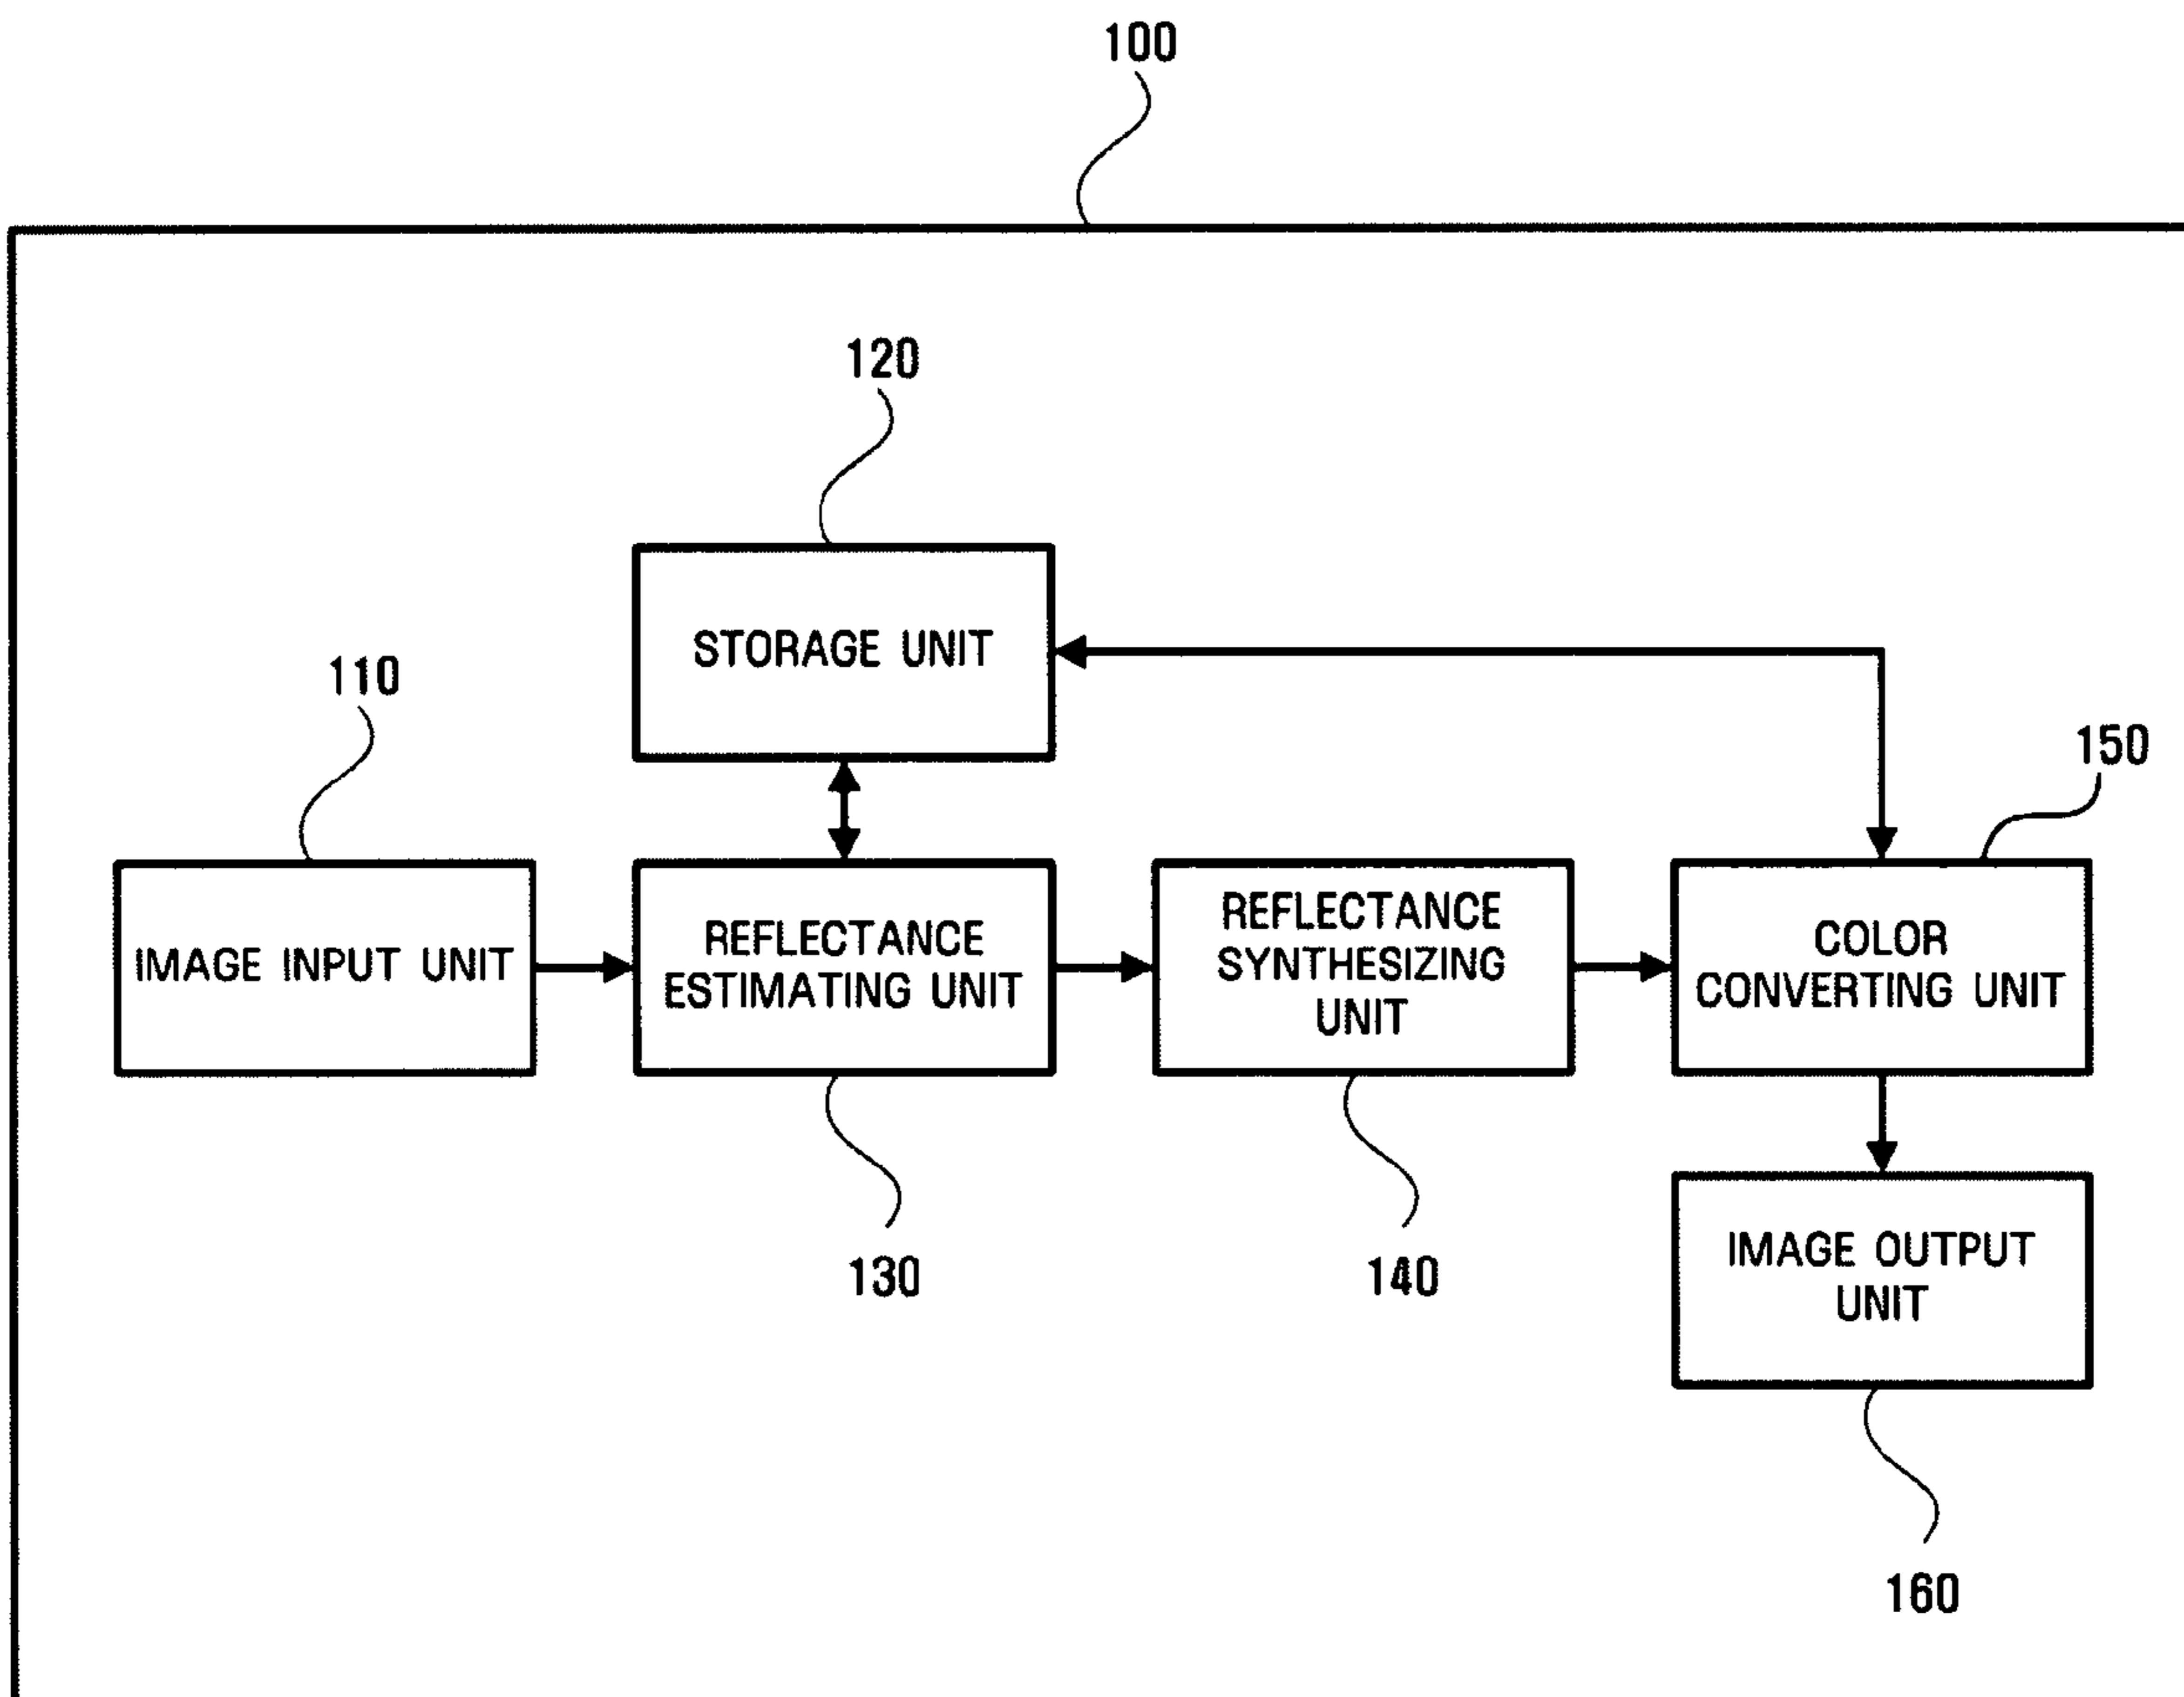 100
120
STORAGE UNIT
110
150
IMAGE INPUT UNIT
REFLECTANCE
ESTIMATING UNIT
REFLECTANCE
SYNTHESIZING
UNIT
COLOR
CONVERTING UNIT
130
140
IMAGE OUTPUT
UNIT
160